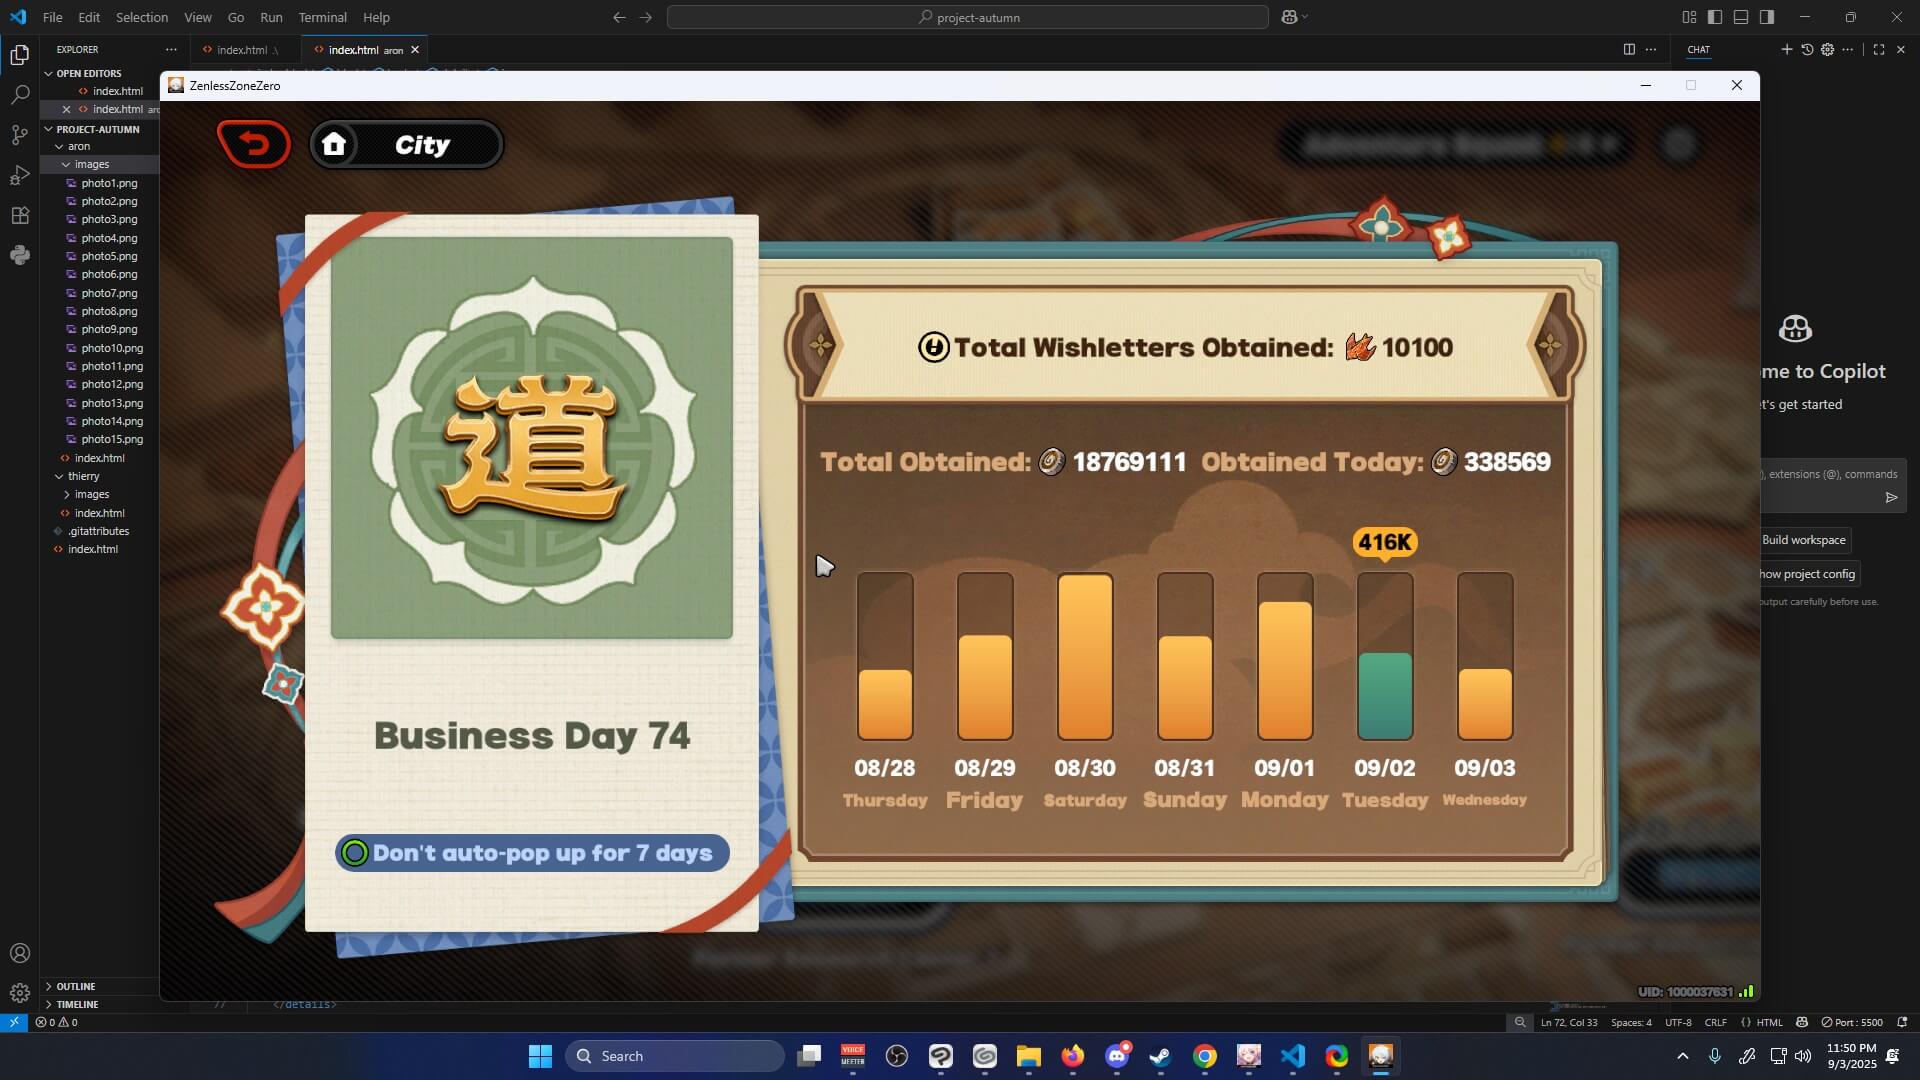 File Edit Selection View Go Run Terminal Help
project-autumn
EXPLORER
index.html .\
index.html aron
CHAT
OPEN EDITORS
index.html
index.html
PROJECT-AUTUMN
aron
images
photo1.png
photo2.png
photo3.png
photo4.png
photo5.png
photo6.png
photo7.png
photo8.png
photo9.png
photo10.png
photo11.png
photo12.png
photo13.png
photo14.png
photo15.png
index.html
thierry
images
index.html
.gitattributes
index.html
OUTLINE
TIMELINE
ZenlessZoneZero
City
道
Business Day 74
Don't auto-pop up for 7 days
Total Wishletters Obtained: 10100
Total Obtained: 18769111 Obtained Today: 338569
416K
08/28 08/29 08/30 08/31 09/01 09/02 09/03
Thursday Friday Saturday Sunday Monday Tuesday Wednesday
UID: 1000037631
me to Copilot
t's get started
, extensions (@), commands
Build workspace
how project config
output carefully before use.
77 </details>
0 0
Ln 72, Col 33 Spaces: 4 UTF-8 CRLF {} HTML Port : 5500
Search
VOICE
MEETER
11:50 PM
9/3/2025